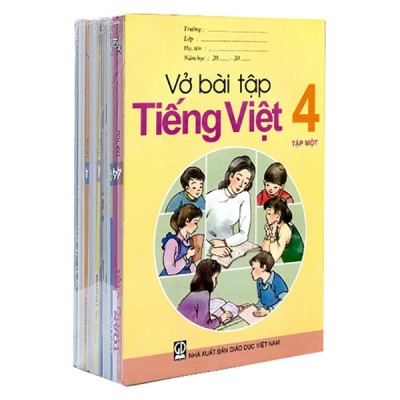 Trường :
Lớp :
Họ, tên :
Năm học : 20 ...... - 20 ......
Vở bài tập
Tiếng Việt 4
TẬP MỘT
NHÀ XUẤT BẢN GIÁO DỤC VIỆT NAM